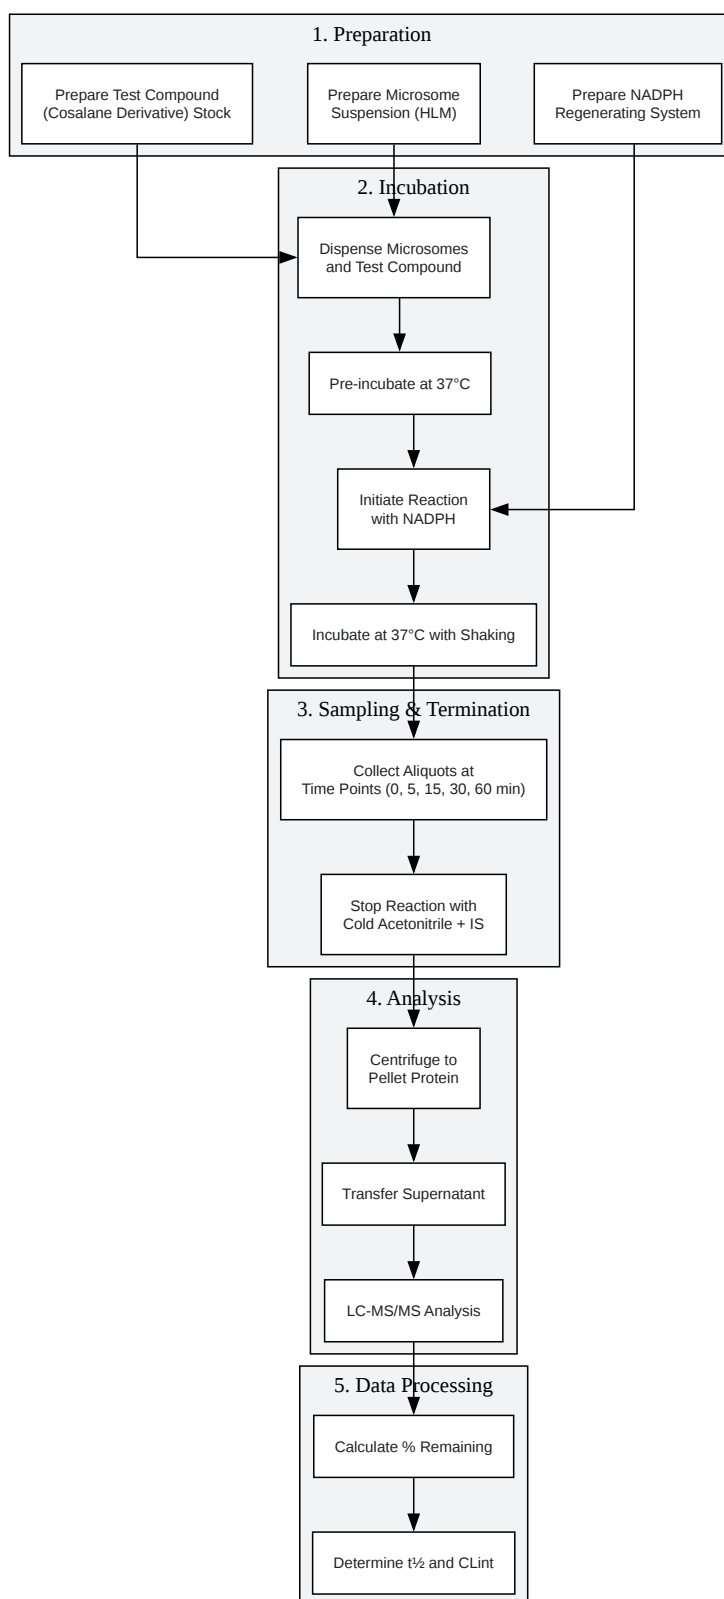 1. Preparation
Prepare Test Compound
(Cosalane Derivative) Stock
Prepare Microsome
Suspension (HLM)
Prepare NADPH
Regenerating System
2. Incubation
Dispense Microsomes
and Test Compound
Pre-incubate at 37°C
Initiate Reaction
with NADPH
Incubate at 37°C with Shaking
3. Sampling & Termination
Collect Aliquots at
Time Points (0, 5, 15, 30, 60 min)
Stop Reaction with
Cold Acetonitrile + IS
4. Analysis
Centrifuge to
Pellet Protein
Transfer Supernatant
LC-MS/MS Analysis
5. Data Processing
Calculate % Remaining
Determine t½ and CLint